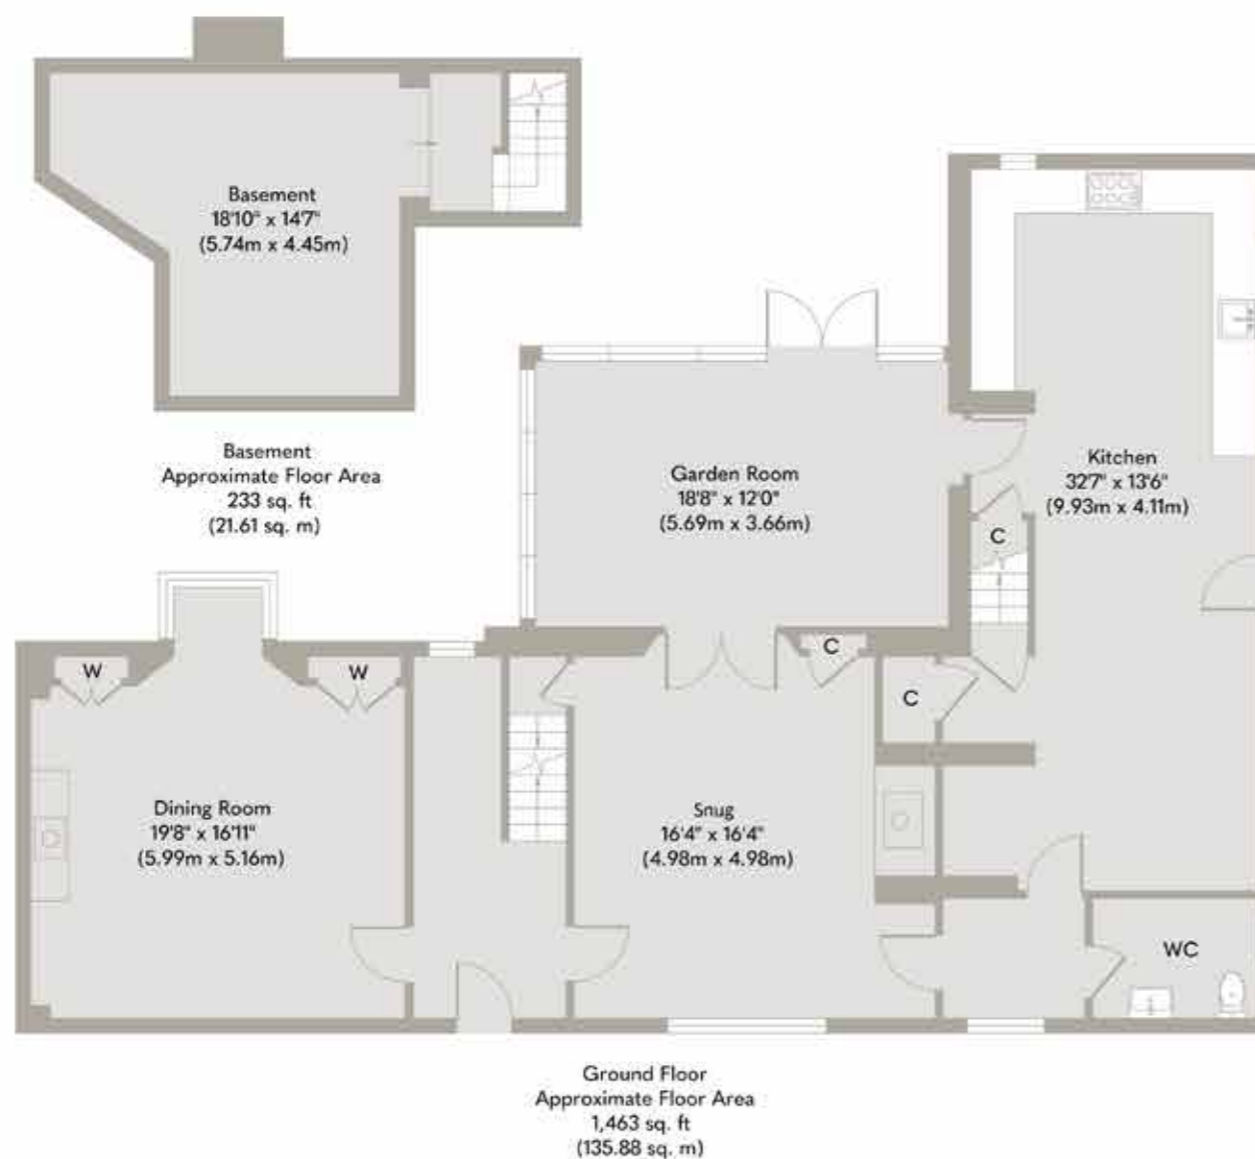 Basement
18'10" x 14'7"
(5.74m x 4.45m)
Basement
Approximate Floor Area
233 sq. ft
(21.61 sq. m)
Garden Room
18'8" x 12'0"
(5.69m x 3.66m)
Kitchen
32'7" x 13'6"
(9.93m x 4.11m)
C
W
W
C
C
Dining Room
19'8" x 16'11"
(5.99m x 5.16m)
Snug
16'4" x 16'4"
(4.98m x 4.98m)
WC
Ground Floor
Approximate Floor Area
1,463 sq. ft
(135.88 sq. m)